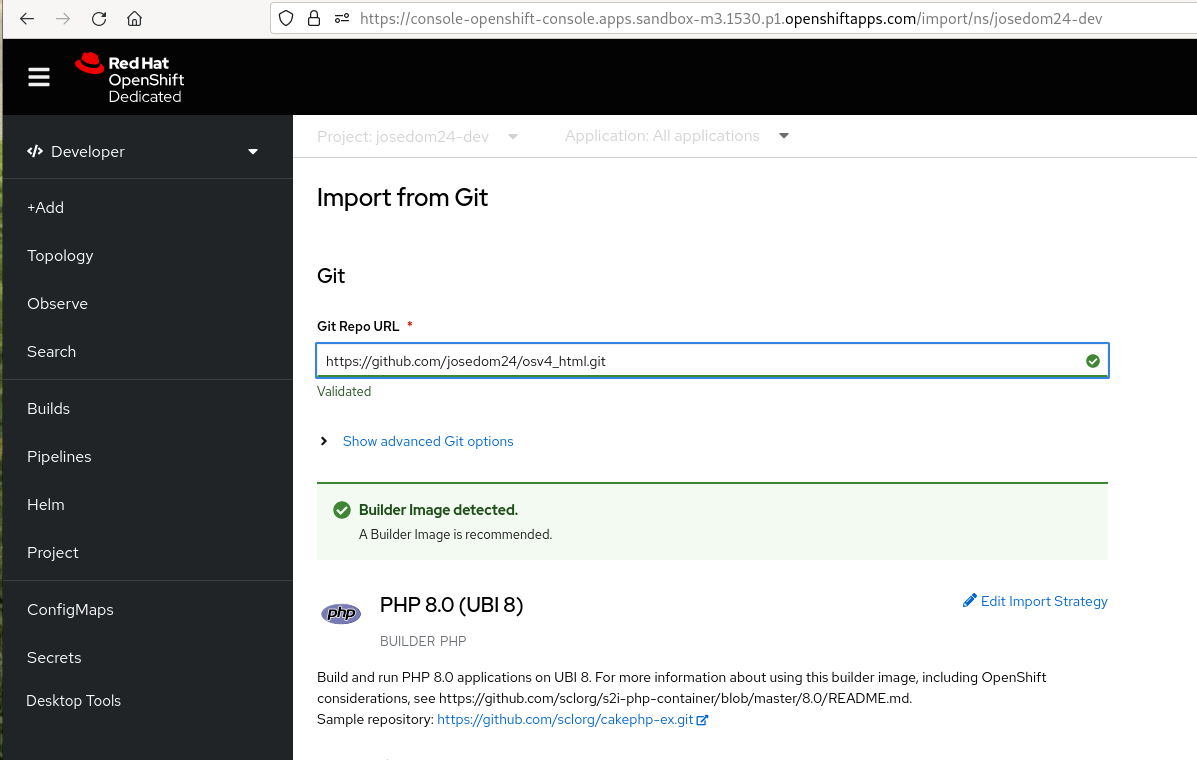 https://console-openshift-console.apps.sandbox-m3.1530.p1.openshiftapps.com/import/ns/josedom24-dev
Red Hat
OpenShift
Dedicated
Developer
+Add
Topology
Observe
Search
Builds
Pipelines
Helm
Project
ConfigMaps
Secrets
Desktop Tools
Project: josedom24-dev
Application: All applications
Import from Git
Git
Git Repo URL *
https://github.com/josedom24/osv4_html.git
Validated
Show advanced Git options
Builder Image detected.
A Builder Image is recommended.
php
PHP 8.0 (UBI 8)
Edit Import Strategy
BUILDER PHP
Build and run PHP 8.0 applications on UBI 8. For more information about using this builder image, including OpenShift
considerations, see https://github.com/sclorg/s2i-php-container/blob/master/8.0/README.md.
Sample repository: https://github.com/sclorg/cakephp-ex.git